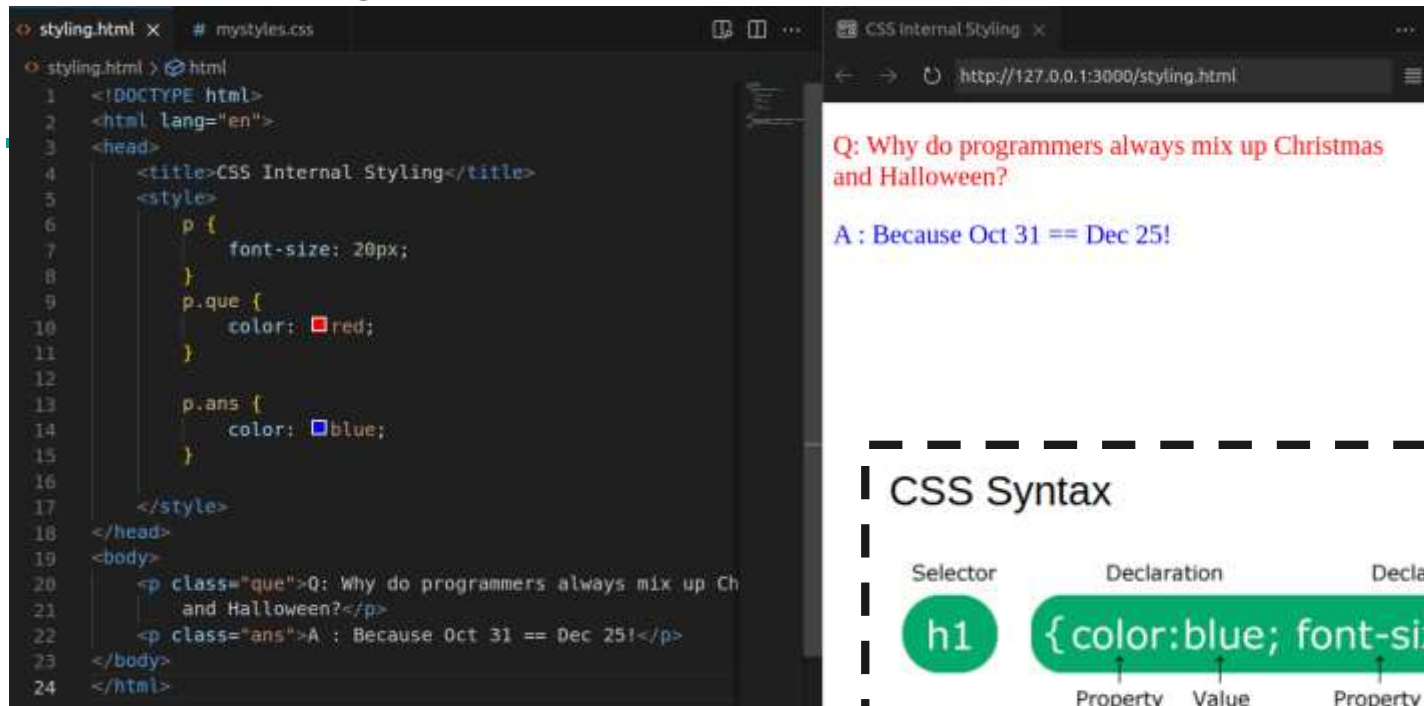 styling.html
# mystyles.css
styling.html > html
1 <!DOCTYPE html>
2 <html lang="en">
3 <head>
4 <title>CSS Internal Styling</title>
5 <style>
6 p {
7 font-size: 20px;
8 }
9 p.que {
10 color: red;
11 }
12
13 p.ans {
14 color: blue;
15 }
16
17 </style>
18 </head>
19 <body>
20 <p class="que">Q: Why do programmers always mix up Ch
21 and Halloween?</p>
22 <p class="ans">A : Because Oct 31 == Dec 25!</p>
23 </body>
24 </html>
CSS Internal Styling
http://127.0.0.1:3000/styling.html
Q: Why do programmers always mix up Christmas
and Halloween?
A : Because Oct 31 == Dec 25!
CSS Syntax
Selector Declaration Decla
h1 { color:blue; font-si
Property Value Property